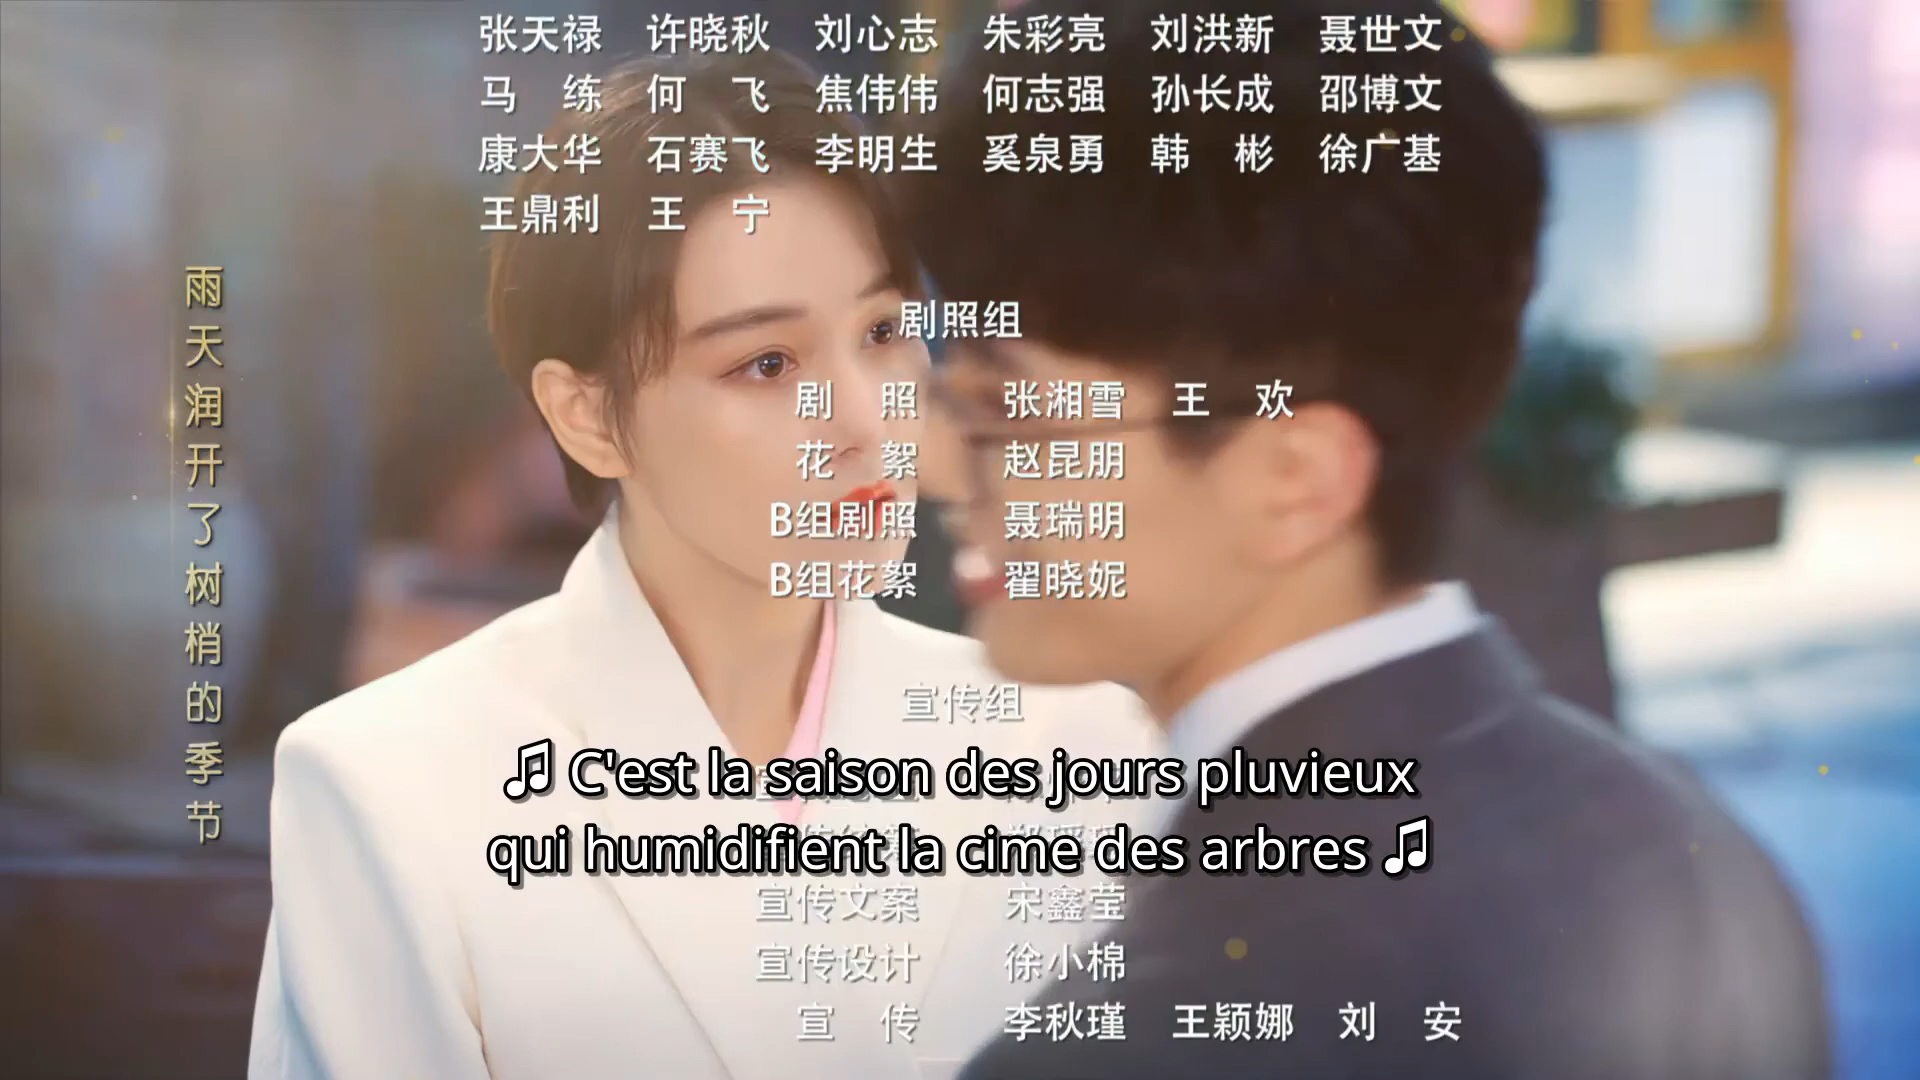 张天禄 许晓秋 刘心志 朱彩亮 刘洪新 聂世文
马 练 何 飞 焦伟伟 何志强 孙长成 邵博文
康大华 石赛飞 李明生 奚泉勇 韩 彬 徐广基
王鼎利 王 宁
雨天润开了树梢的季节
剧照组
剧 照 张湘雪 王 欢
花 絮 赵昆朋
B组剧照 聂瑞明
B组花絮 翟晓妮
宣传组
♫ C'est la saison des jours pluvieux
qui humidifient la cime des arbres ♫
宣传文案 宋鑫莹
宣传设计 徐小棉
宣 传 李秋瑾 王颖娜 刘 安